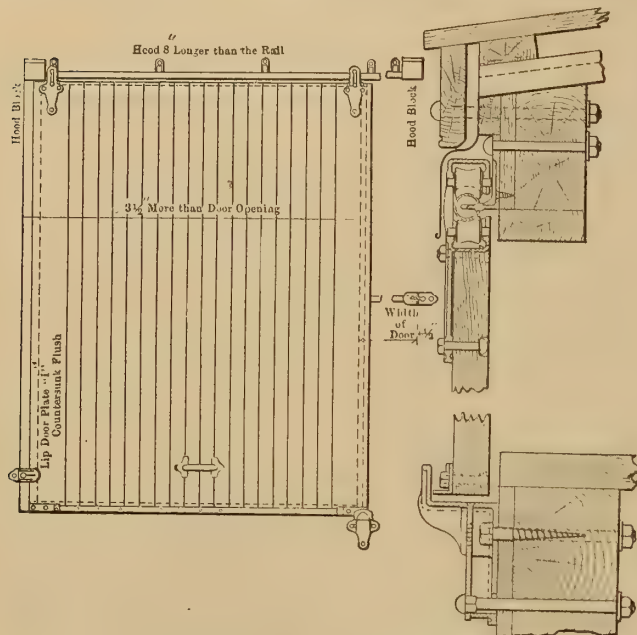 Hood 8" Longer than the Rail
Hood Block
Hood Block
3½" More than Door Opening
Width
of
Door + ½"
Lip Door Plate "I"
Countersunk Flush